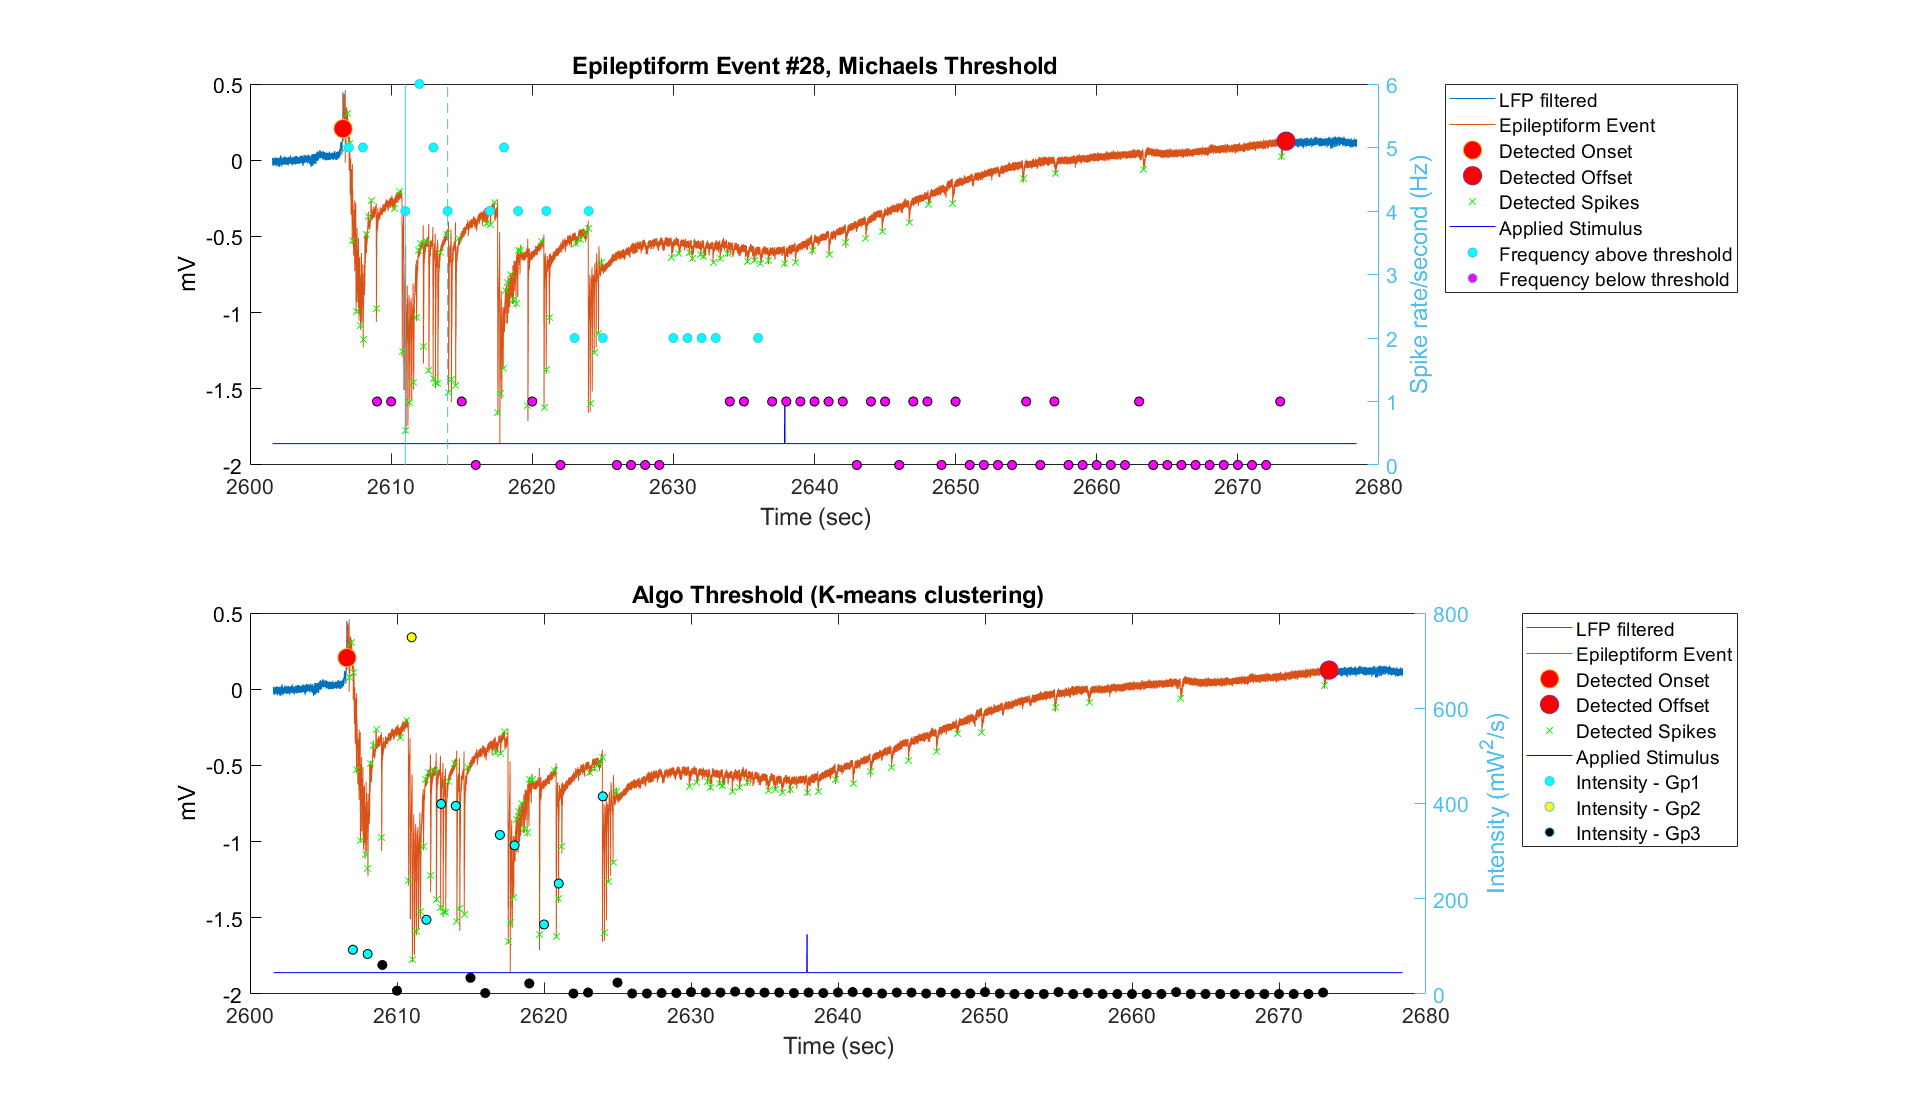 Epileptiform Event #28, Michaels Threshold
0.5
0
-0.5
-1
-1.5
-2
mV
2600
2610
2620
2630
2640
2650
2660
2670
2680
Time (sec)
6
5
4
3
2
1
0
Spike rate/second (Hz)
LFP filtered
Epileptiform Event
Detected Onset
Detected Offset
Detected Spikes
Applied Stimulus
Frequency above threshold
Frequency below threshold
Algo Threshold (K-means clustering)
0.5
0
-0.5
-1
-1.5
-2
mV
2600
2610
2620
2630
2640
2650
2660
2670
2680
Time (sec)
800
600
400
200
0
Intensity (mW²/s)
LFP filtered
Epileptiform Event
Detected Onset
Detected Offset
Detected Spikes
Applied Stimulus
Intensity - Gp1
Intensity - Gp2
Intensity - Gp3